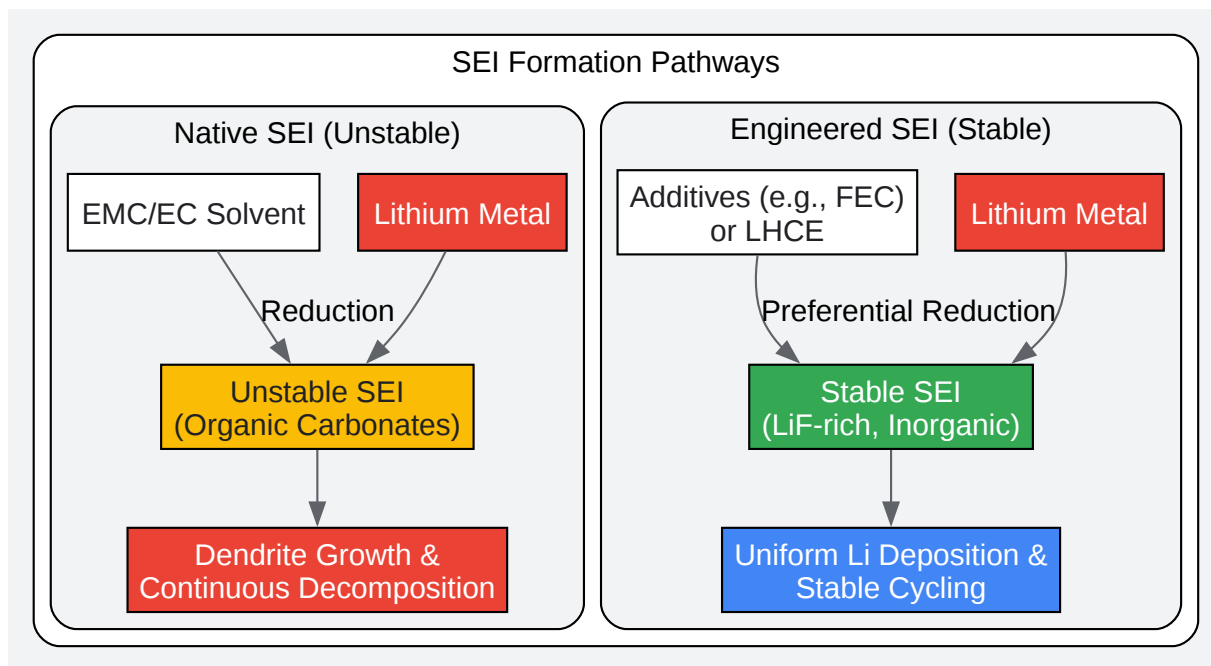 SEI Formation Pathways
Native SEI (Unstable)
EMC/EC Solvent
Lithium Metal
Reduction
Unstable SEI
(Organic Carbonates)
Dendrite Growth &
Continuous Decomposition
Engineered SEI (Stable)
Additives (e.g., FEC)
or LHCE
Lithium Metal
Preferential Reduction
Stable SEI
(LiF-rich, Inorganic)
Uniform Li Deposition &
Stable Cycling